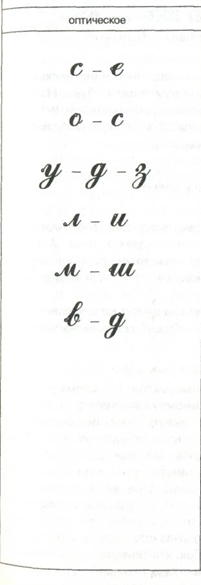 оптическое
с - е
о - с
у - д - з
л - и
м - ш
в - д